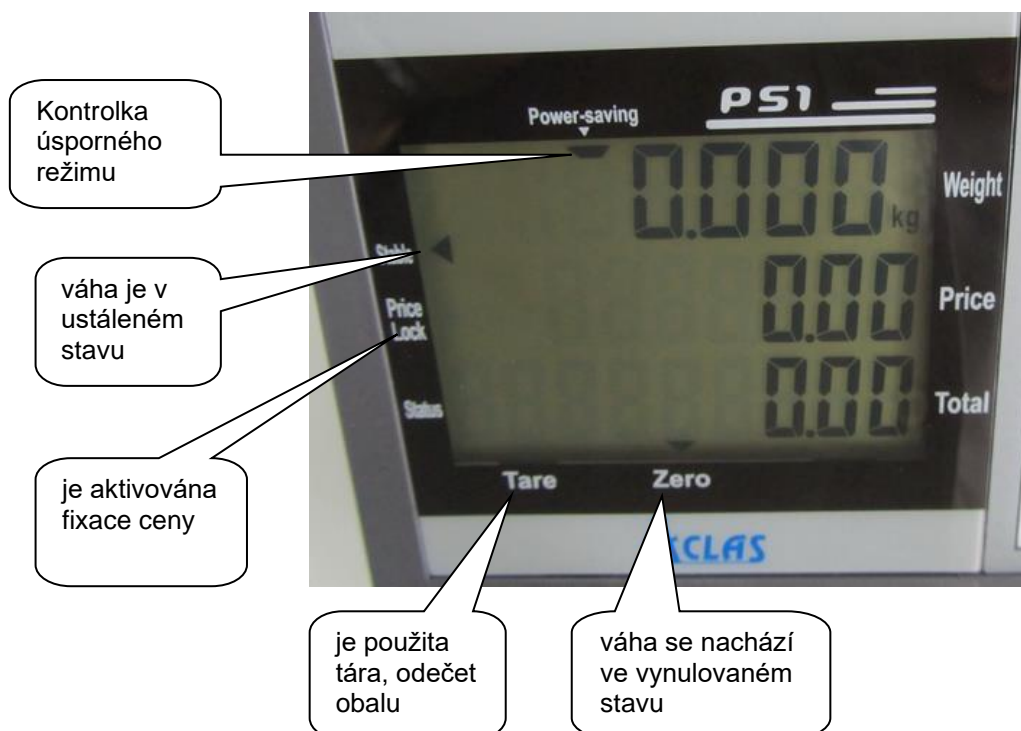 PS1
Power-saving
Kontrolka
úsporného
režimu
0.000
kg
Weight
Stable
váha je v
ustáleném
stavu
Price
Lock
0.00
Price
Status
0.00
Total
je aktivována
fixace ceny
Tare
Zero
je použita
tára, odečet
obalu
váha se nachází
ve vynulovaném
stavu